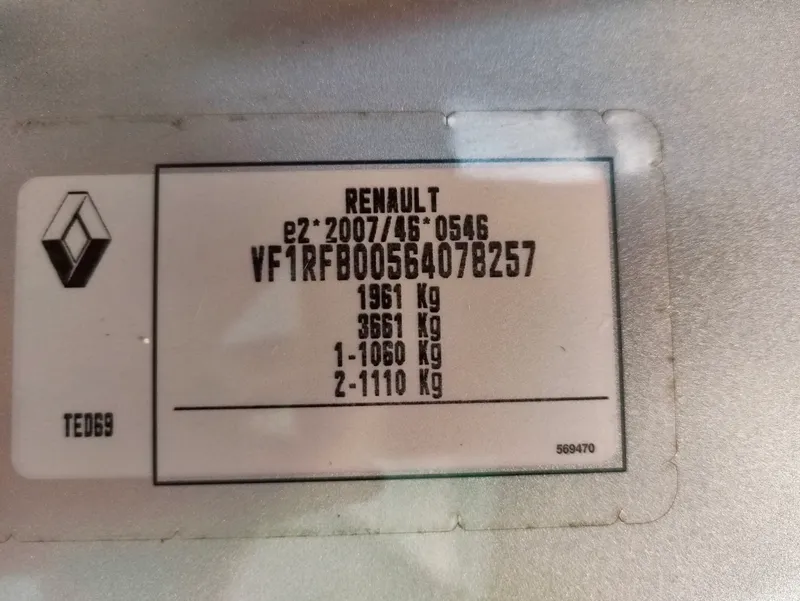 RENAULT
e2*2007/46*0546
VF1RFB00564078257
1961 Kg
3661 Kg
1-1060 Kg
2-1110 Kg
TED69
569470